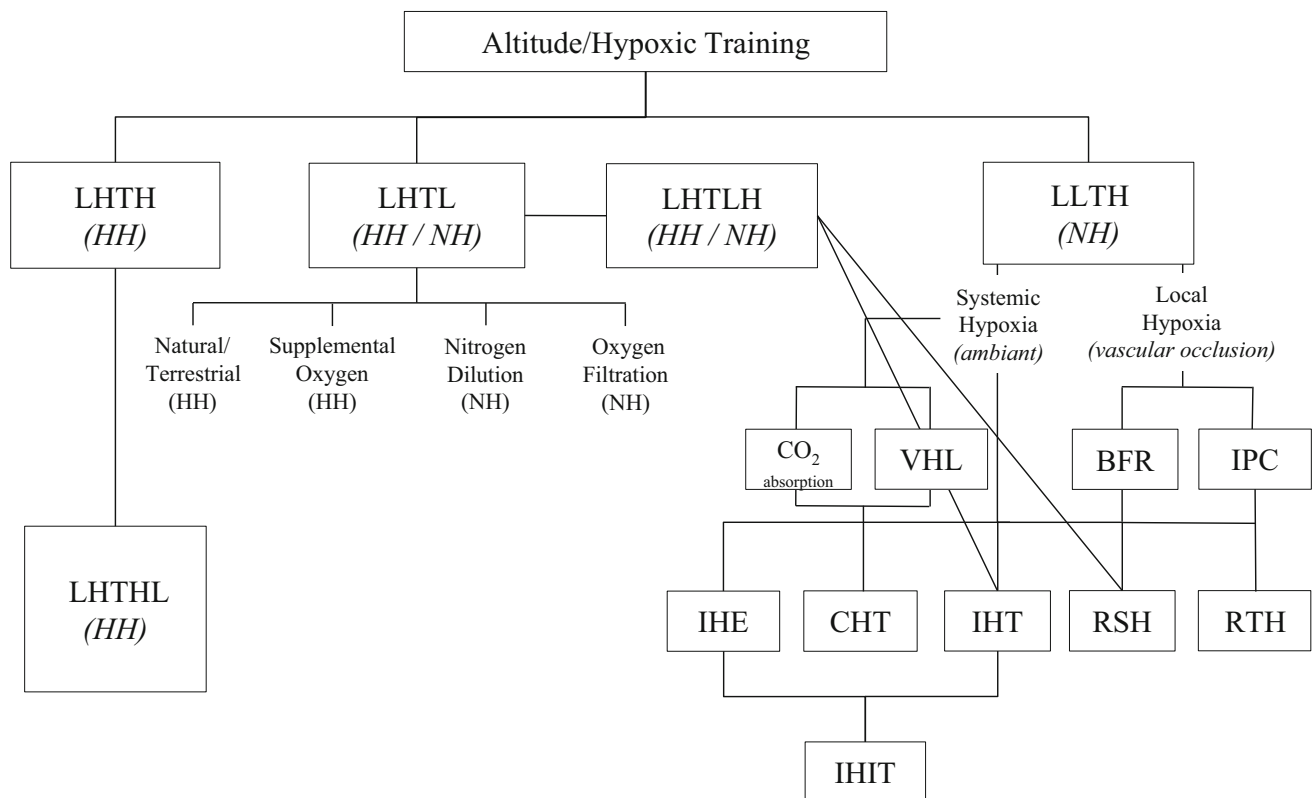 Altitude/Hypoxic Training
LHTH
(HH)
LHTL
(HH / NH)
LHTLH
(HH / NH)
LLTH
(NH)
Natural/
Terrestrial
(HH)
Supplemental
Oxygen
(HH)
Nitrogen
Dilution
(NH)
Oxygen
Filtration
(NH)
Systemic
Hypoxia
(ambiant)
Local
Hypoxia
(vascular occlusion)
CO2
absorption
VHL
BFR
IPC
LHTHL
(HH)
IHE
CHT
IHT
RSH
RTH
IHIT